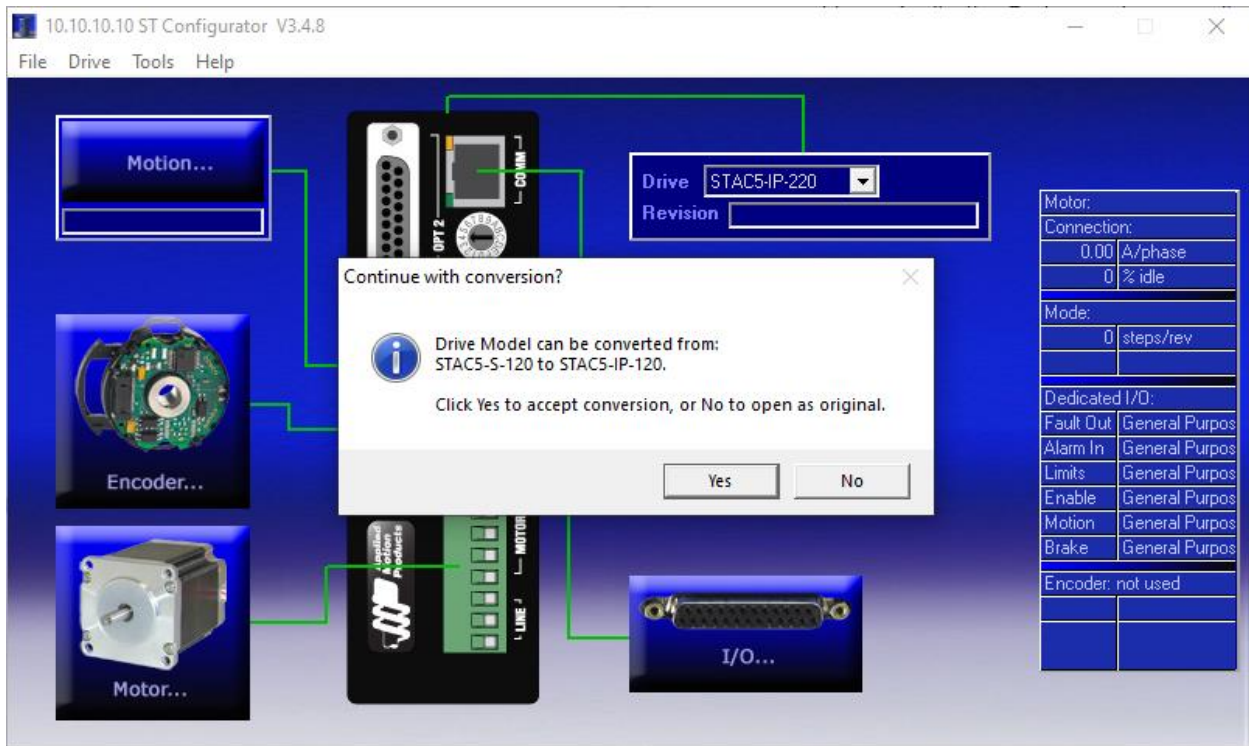 10.10.10.10 ST Configurator V3.4.8
File Drive Tools Help
Motion...
COMM
OPT 2
Drive STAC5-IP-220
Revision
Motor:
Connection:
0.00 A/phase
0 % idle
Mode:
0 steps/rev
Dedicated I/O:
Fault Out General Purpos
Alarm In General Purpos
Limits General Purpos
Enable General Purpos
Motion General Purpos
Brake General Purpos
Encoder: not used
Continue with conversion?
Drive Model can be converted from:
STAC5-S-120 to STAC5-IP-120.
Click Yes to accept conversion, or No to open as original.
Yes No
Encoder...
MOTOR
Applied
Motion
Products
LINE
Motor...
I/O...